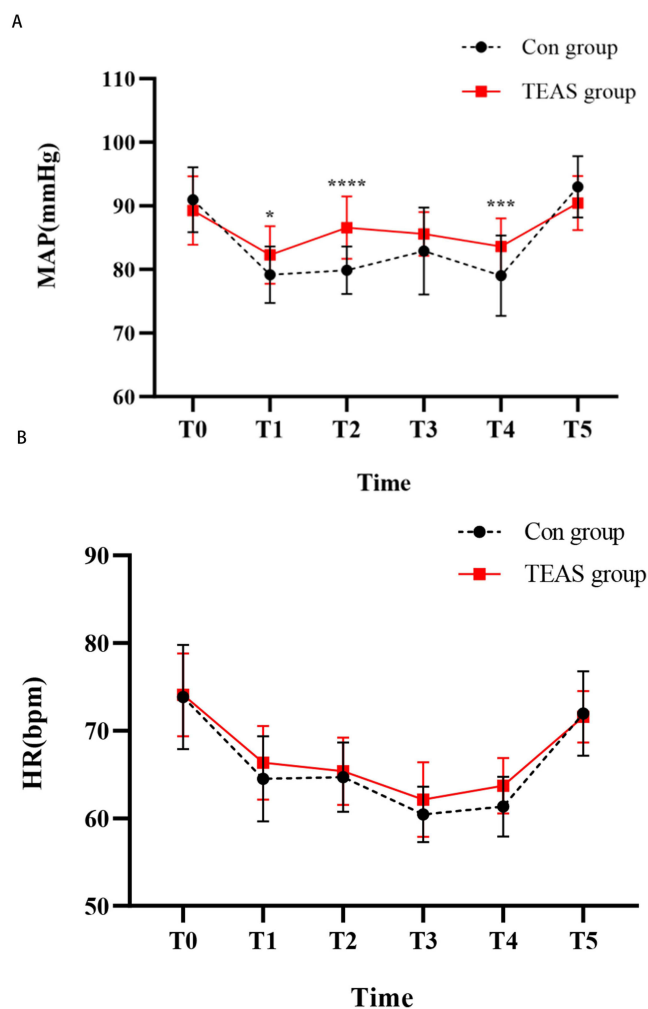 A
Con group
TEAS group
110
100
90
80
70
60
MAP(mmHg)
*
****
***
T0 T1 T2 T3 T4 T5
Time
B
Con group
TEAS group
90
80
70
60
50
HR(bpm)
T0 T1 T2 T3 T4 T5
Time